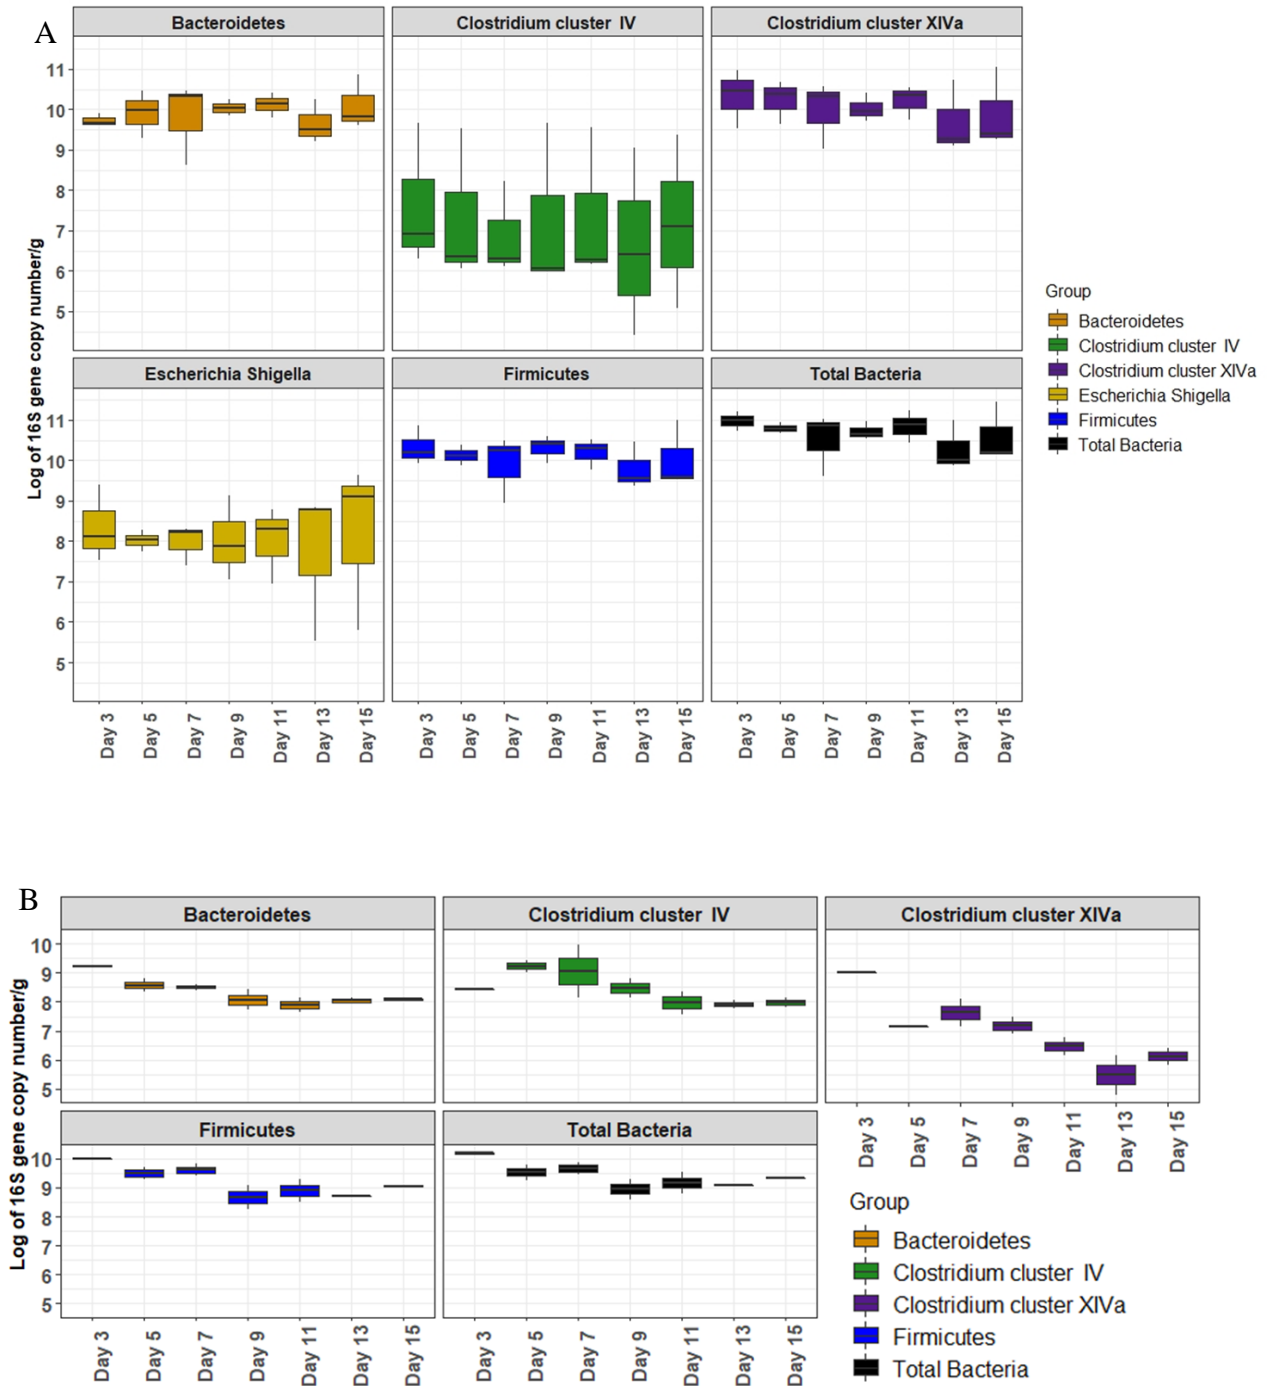 A
Bacteroidetes
Clostridium cluster  IV
Clostridium cluster XIVa
11
10
9
8
7
6
5
Escherichia Shigella
Firmicutes
Total Bacteria
11
10
9
8
7
6
5
Log of 16S gene copy number/g
Day 3
Day 5
Day 7
Day 9
Day 11
Day 13
Day 15
Day 3
Day 5
Day 7
Day 9
Day 11
Day 13
Day 15
Day 3
Day 5
Day 7
Day 9
Day 11
Day 13
Day 15
Group
Bacteroidetes
Clostridium cluster  IV
Clostridium cluster XIVa
Escherichia Shigella
Firmicutes
Total Bacteria
B
Bacteroidetes
Clostridium cluster  IV
Clostridium cluster XIVa
10
9
8
7
6
5
Day 3
Day 5
Day 7
Day 9
Day 11
Day 13
Day 15
Firmicutes
Total Bacteria
10
9
8
7
6
5
Log of 16S gene copy number/g
Day 3
Day 5
Day 7
Day 9
Day 11
Day 13
Day 15
Day 3
Day 5
Day 7
Day 9
Day 11
Day 13
Day 15
Group
Bacteroidetes
Clostridium cluster  IV
Clostridium cluster XIVa
Firmicutes
Total Bacteria